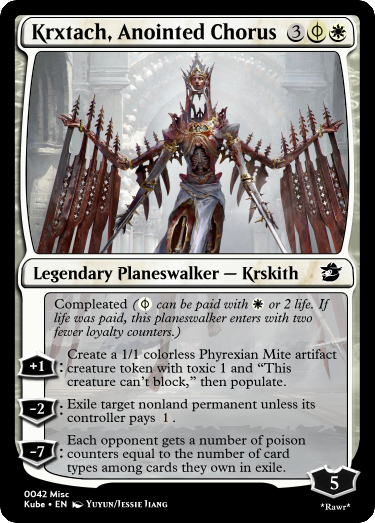 Krxtach, Anointed Chorus 3
Legendary Planeswalker — Krskith
Completed ( can be paid with or 2 life. If
life was paid, this planeswalker enters with two
fewer loyalty counters.)
+1 : Create a 1/1 colorless Phyrexian Mite artifact
creature token with toxic 1 and “This
creature can't block,” then populate.
-2 : Exile target nonland permanent unless its
controller pays 1 .
-7 : Each opponent gets a number of poison
counters equal to the number of card
types among cards they own in exile.
5
0042 Misc
Kube • EN Yuyun/Jessie Jiang
*Rawr*